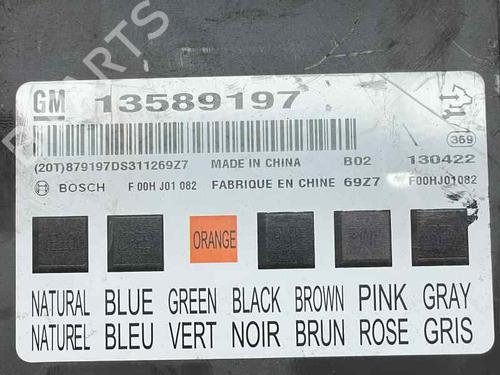 GM 13589197
(20T)879197DS311269Z7 MADE IN CHINA B02 130422
369
BOSCH F 00H J01 082 FABRIQUE EN CHINE 69Z7 F00HJ01082
ORANGE
NATURAL BLUE GREEN BLACK BROWN PINK GRAY
NATUREL BLEU VERT NOIR BRUN ROSE GRIS